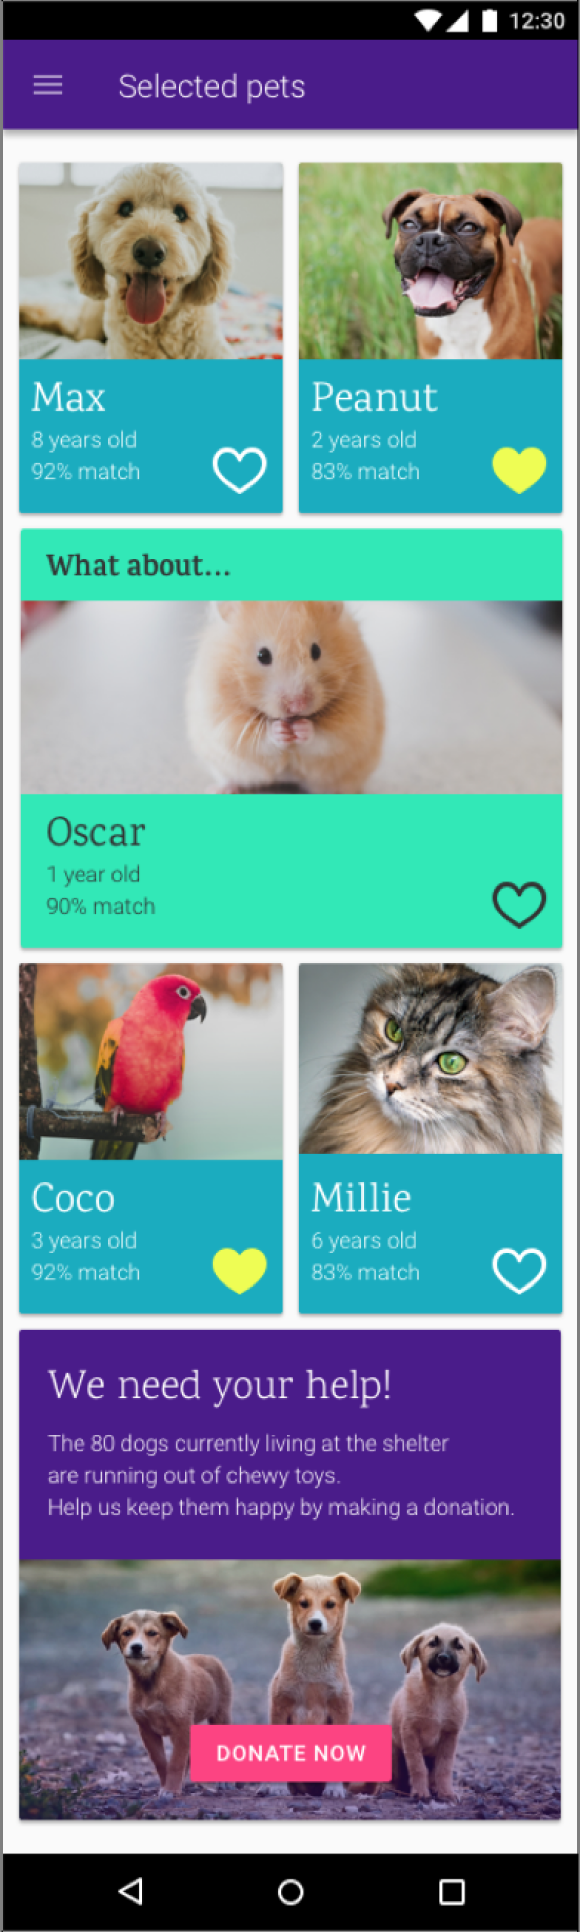 12:30
Selected pets
Max
8 years old
92% match
Peanut
2 years old
83% match
What about...
Oscar
1 year old
90% match
Coco
3 years old
92% match
Millie
6 years old
83% match
We need your help!
The 80 dogs currently living at the shelter
are running out of chewy toys.
Help us keep them happy by making a donation.
DONATE NOW